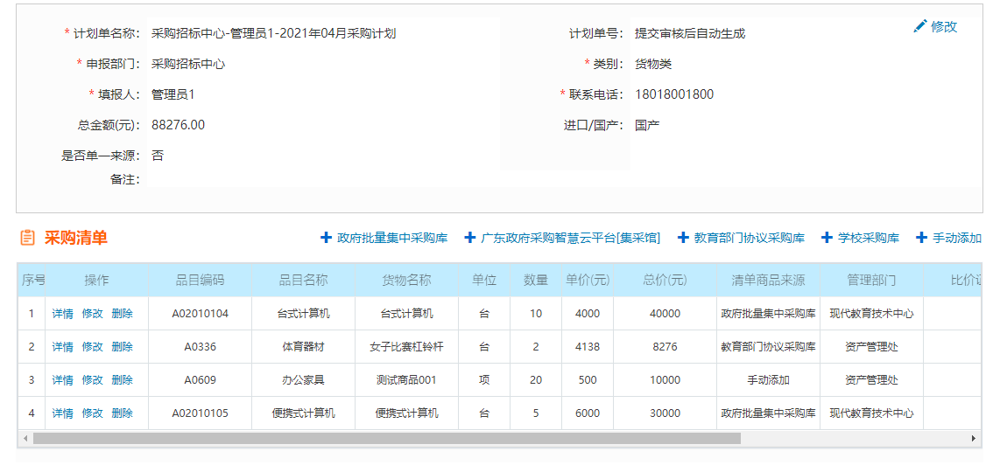 * 计划单名称： 采购招标中心-管理员1-2021年04月采购计划 计划单号： 提交审核后自动生成 修改
* 申报部门： 采购招标中心 * 类别： 货物类
* 填报人： 管理员1 * 联系电话： 18018001800
总金额(元)： 88276.00 进口/国产： 国产
是否单一来源： 否
备注：
采购清单 政府批量集中采购库 广东政府采购智慧云平台[集采馆] 教育部门协议采购库 学校采购库 手动添加
序号 操作 品目编码 品目名称 货物名称 单位 数量 单价(元) 总价(元) 清单商品来源 管理部门 比价
1 详情 修改 删除 A02010104 台式计算机 台式计算机 台 10 4000 40000 政府批量集中采购库 现代教育技术中心
2 详情 修改 删除 A0336 体育器材 女子比赛杠铃杆 台 2 4138 8276 教育部门协议采购库 资产管理处
3 详情 修改 删除 A0609 办公家具 测试商品001 项 20 500 10000 手动添加 资产管理处
4 详情 修改 删除 A02010105 便携式计算机 便携式计算机 台 5 6000 30000 政府批量集中采购库 现代教育技术中心